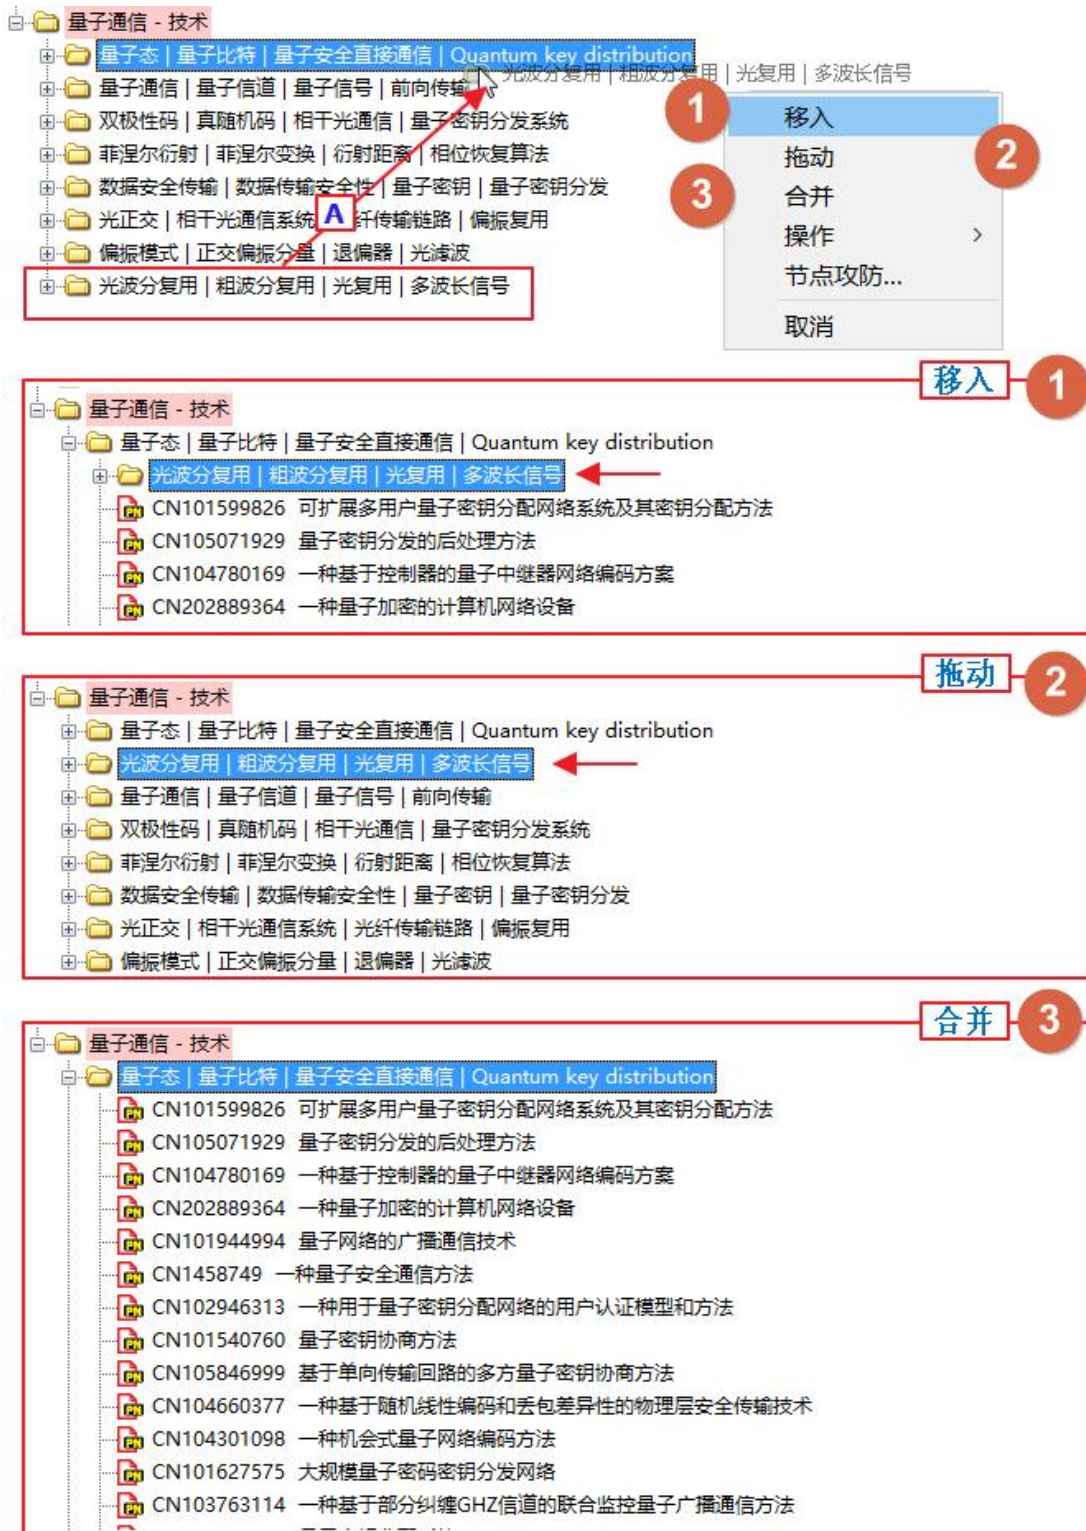 量子通信 - 技术
量子态 | 量子比特 | 量子安全直接通信 | Quantum key distribution
光波分复用 | 粗波分复用 | 光复用 | 多波长信号
量子通信 | 量子信道 | 量子信号 | 前向传输
双极性码 | 真随机码 | 相干光通信 | 量子密钥分发系统
菲涅尔衍射 | 菲涅尔变换 | 衍射距离 | 相位恢复算法
数据安全传输 | 数据传输安全性 | 量子密钥 | 量子密钥分发
光正交 | 相干光通信系统 A 纤传输链路 | 偏振复用
偏振模式 | 正交偏振分量 | 退偏器 | 光滤波
光波分复用 | 粗波分复用 | 光复用 | 多波长信号
1
移入
2
拖动
3
合并
操作 >
节点攻防...
取消
移入 1
量子通信 - 技术
量子态 | 量子比特 | 量子安全直接通信 | Quantum key distribution
光波分复用 | 粗波分复用 | 光复用 | 多波长信号
PN CN101599826 可扩展多用户量子密钥分配网络系统及其密钥分配方法
PN CN105071929 量子密钥分发的后处理方法
PN CN104780169 一种基于控制器的量子中继器网络编码方案
PN CN202889364 一种量子加密的计算机网络设备
拖动 2
量子通信 - 技术
量子态 | 量子比特 | 量子安全直接通信 | Quantum key distribution
光波分复用 | 粗波分复用 | 光复用 | 多波长信号
量子通信 | 量子信道 | 量子信号 | 前向传输
双极性码 | 真随机码 | 相干光通信 | 量子密钥分发系统
菲涅尔衍射 | 菲涅尔变换 | 衍射距离 | 相位恢复算法
数据安全传输 | 数据传输安全性 | 量子密钥 | 量子密钥分发
光正交 | 相干光通信系统 | 光纤传输链路 | 偏振复用
偏振模式 | 正交偏振分量 | 退偏器 | 光滤波
合并 3
量子通信 - 技术
量子态 | 量子比特 | 量子安全直接通信 | Quantum key distribution
PN CN101599826 可扩展多用户量子密钥分配网络系统及其密钥分配方法
PN CN105071929 量子密钥分发的后处理方法
PN CN104780169 一种基于控制器的量子中继器网络编码方案
PN CN202889364 一种量子加密的计算机网络设备
PN CN101944994 量子网络的广播通信技术
PN CN1458749 一种量子安全通信方法
PN CN102946313 一种用于量子密钥分配网络的用户认证模型和方法
PN CN101540760 量子密钥协商方法
PN CN105846999 基于单向传输回路的多方量子密钥协商方法
PN CN104660377 一种基于随机线性编码和丢包差异性的物理层安全传输技术
PN CN104301098 一种机会式量子网络编码方法
PN CN101627575 大规模量子密码密钥分发网络
PN CN103763114 一种基于部分纠缠GHZ信道的联合监控量子广播通信方法